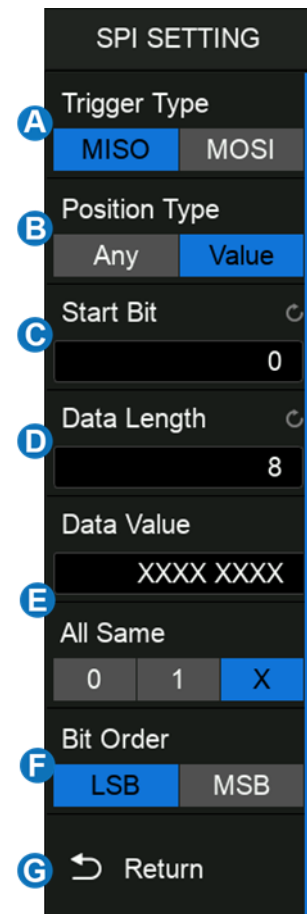 SPI SETTING
Trigger Type
A
MISO MOSI
Position Type
B
Any Value
Start Bit
C
0
Data Length
D
8
Data Value
XXXX XXXX
E
All Same
0 1 X
Bit Order
F
LSB MSB
G Return